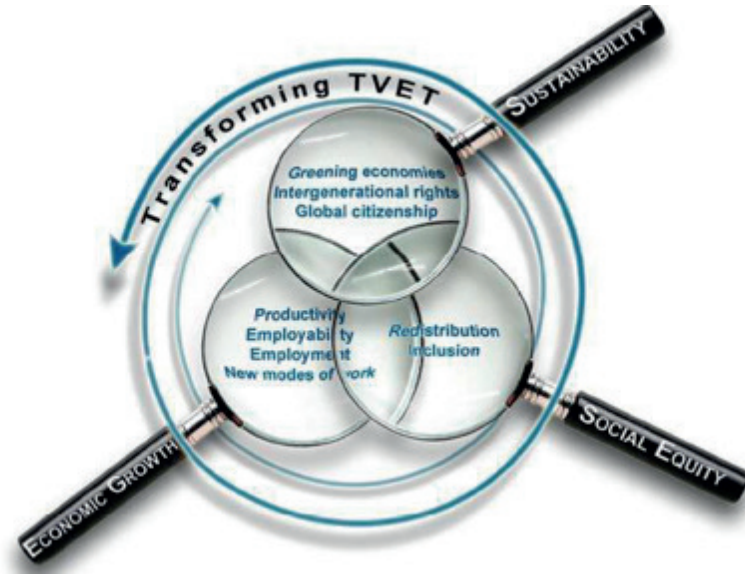 Transforming TVET
SUSTAINABILITY
Greening economies
Intergenerational rights
Global citizenship
Productivity
Employability
Employment
New modes of work
Redistribution
Inclusion
ECONOMIC GROWTH
SOCIAL EQUITY